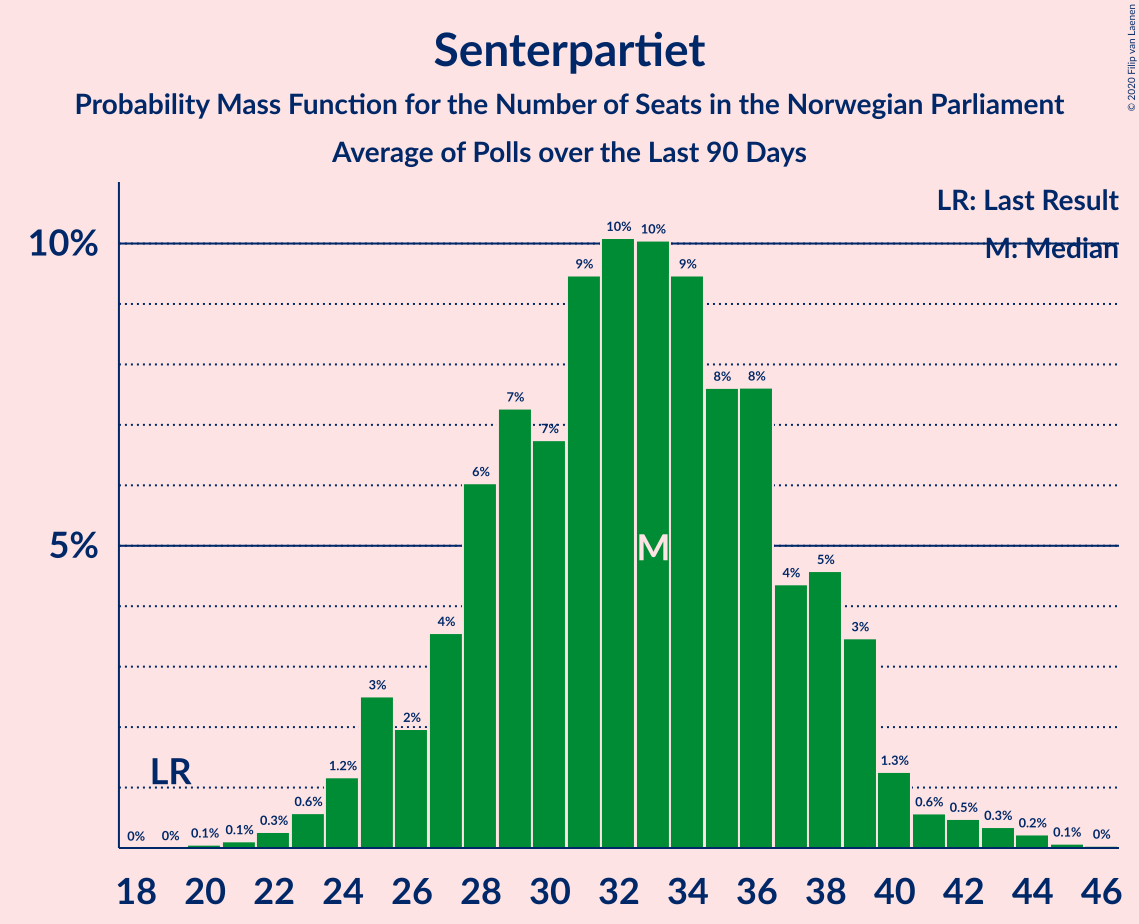 Senterpartiet
Probability Mass Function for the Number of Seats in the Norwegian Parliament
Average of Polls over the Last 90 Days
© 2020 Filip van Laenen
LR: Last Result
M: Median
10%
5%
0% 0% 0.1% 0.1% 0.3% 0.6% 1.2% 3% 2% 4% 6% 7% 7% 9% 10% 10% 9% 8% 8% 4% 5% 3% 1.3% 0.6% 0.5% 0.3% 0.2% 0.1% 0%
M
LR
18 20 22 24 26 28 30 32 34 36 38 40 42 44 46